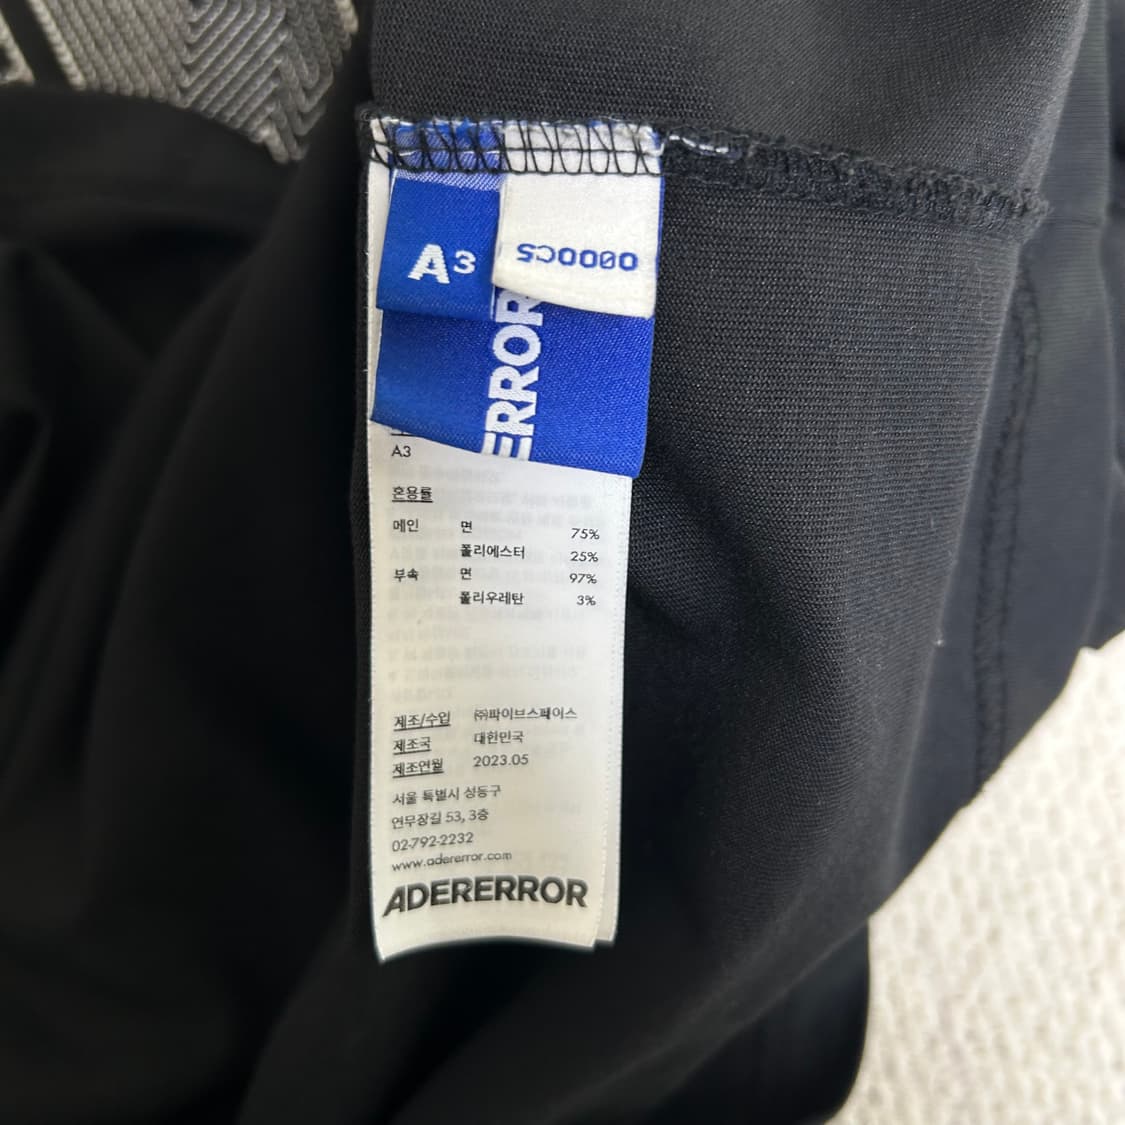 A3
0000C5
ERROR
A3
혼용률
메인 면 75%
폴리에스터 25%
부속 면 97%
폴리우레탄 3%
제조/수입 ㈜파이브스페이스
제조국 대한민국
제조연월 2023.05
서울 특별시 성동구
연무장길 53, 3층
02-792-2232
www.adererror.com
ADERERROR